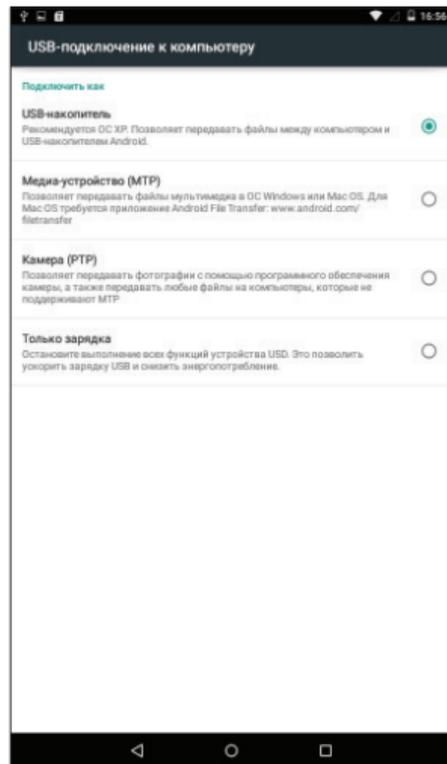 16:56
USB-подключение к компьютеру
Подключить как
USB-накопитель
Рекомендуется ОС XP. Позволяет передавать файлы между компьютером и
USB-накопителем Android.
Медиа-устройство (MTP)
Позволяет передавать файлы мультимедиа в ОС Windows или Mac OS. Для
Mac OS требуется приложение Android File Transfer: www.android.com/
filetransfer
Камера (PTP)
Позволяет передавать фотографии с помощью программного обеспечения
камеры, а также передавать любые файлы на компьютеры, которые не
поддерживают MTP
Только зарядка
Остановите выполнение всех функций устройства USD. Это позволить
ускорить зарядку USB и снизить энергопотребление.